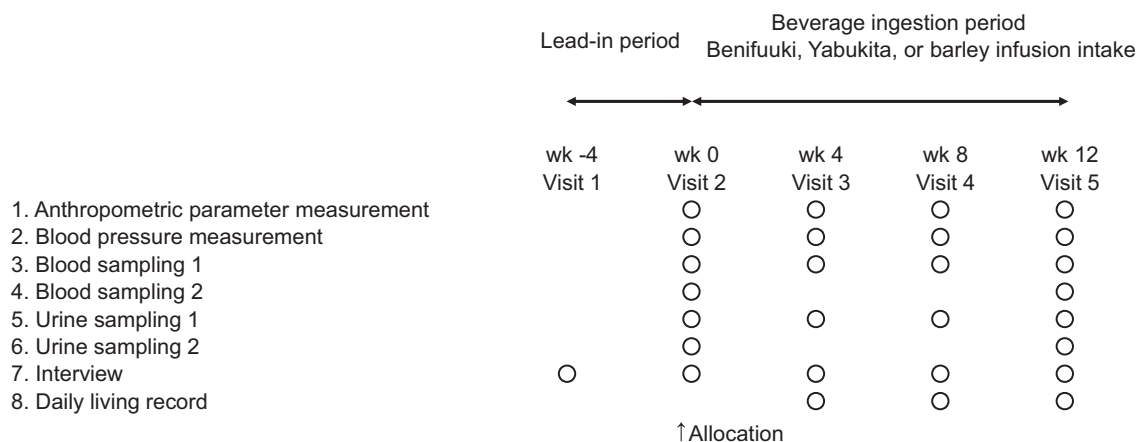 Lead-in period
Beverage ingestion period
Benifuuki, Yabukita, or barley infusion intake
wk -4 wk 0 wk 4 wk 8 wk 12
Visit 1 Visit 2 Visit 3 Visit 4 Visit 5
1. Anthropometric parameter measurement
2. Blood pressure measurement
3. Blood sampling 1
4. Blood sampling 2
5. Urine sampling 1
6. Urine sampling 2
7. Interview
8. Daily living record
↑Allocation